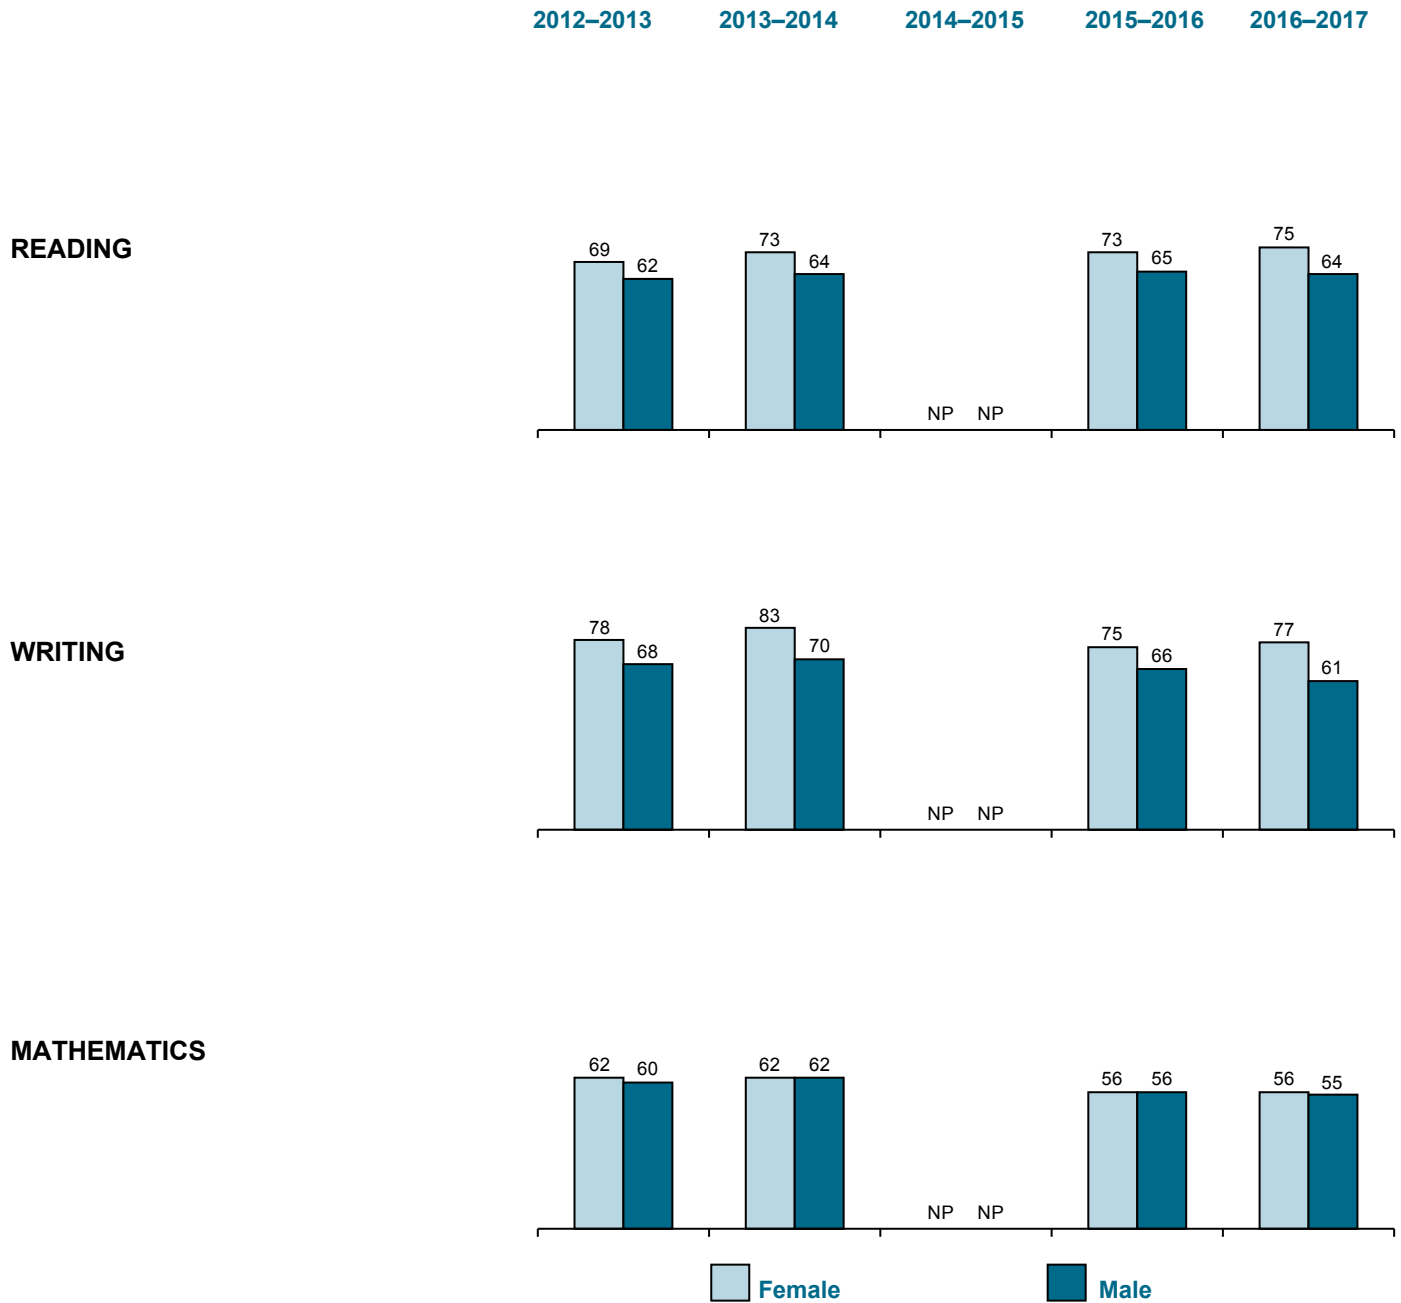 2012–2013 2013–2014 2014–2015 2015–2016 2016–2017
READING
69 62 73 64 NP NP 73 65 75 64
WRITING
78 68 83 70 NP NP 75 66 77 61
MATHEMATICS
62 60 62 62 NP NP 56 56 56 55
Female Male